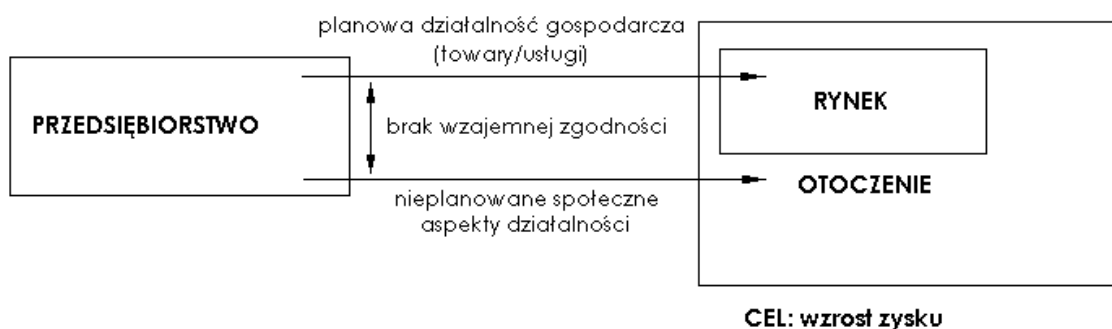 planowa działalność gospodarcza
(towary/usługi)
RYNEK
PRZEDSIĘBIORSTWO
brak wzajemnej zgodności
OTOCZENIE
nieplanowane społeczne
aspekty działalności
CEL: wzrost zysku